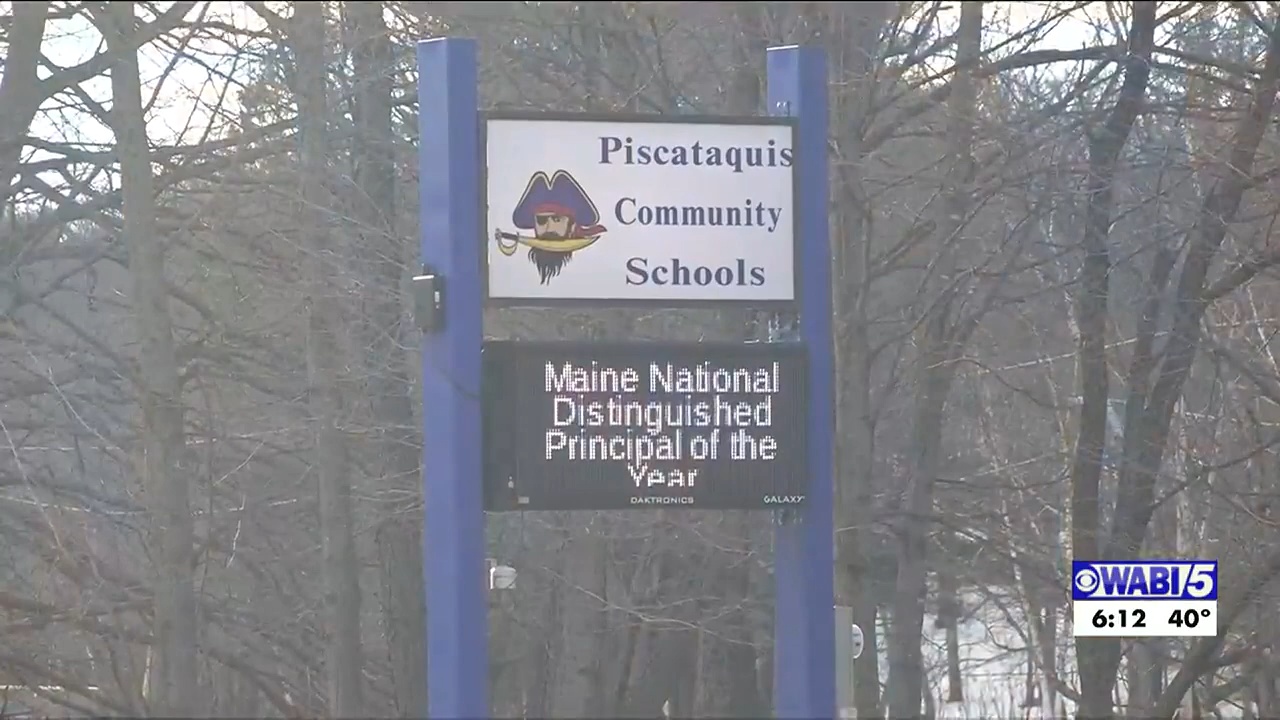 Piscataquis
Community
Schools
Maine National
Distinguished
Principal of the
Year
DAKTRONICS GALAXY
WABI 5
6:12 40°